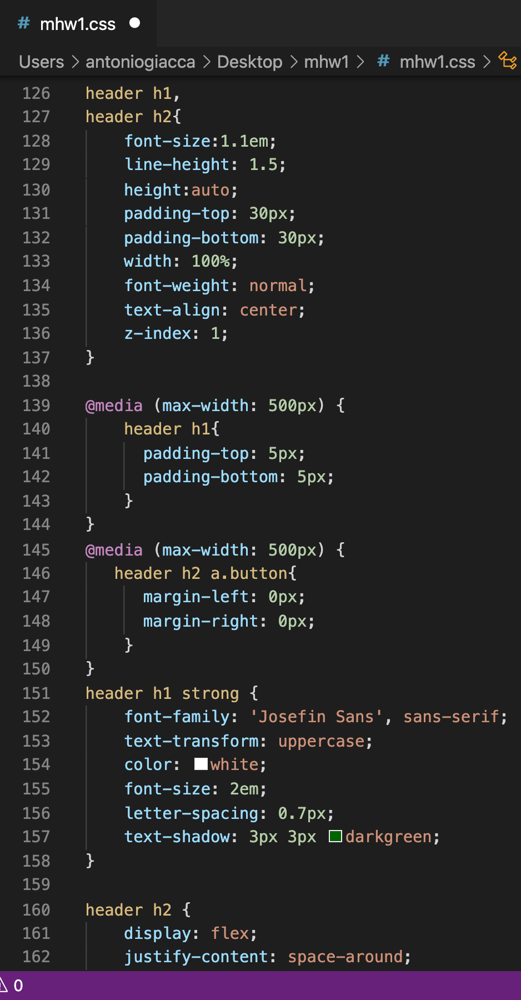 # mhw1.css ●
Users > antoniogiacca > Desktop > mhw1 > # mhw1.css >
126 header h1,
127 header h2{
128 font-size:1.1em;
129 line-height: 1.5;
130 height:auto;
131 padding-top: 30px;
132 padding-bottom: 30px;
133 width: 100%;
134 font-weight: normal;
135 text-align: center;
136 z-index: 1;
137 }
138
139 @media (max-width: 500px) {
140 header h1{
141 padding-top: 5px;
142 padding-bottom: 5px;
143 }
144 }
145 @media (max-width: 500px) {
146 header h2 a.button{
147 margin-left: 0px;
148 margin-right: 0px;
149 }
150 }
151 header h1 strong {
152 font-family: 'Josefin Sans', sans-serif;
153 text-transform: uppercase;
154 color: white;
155 font-size: 2em;
156 letter-spacing: 0.7px;
157 text-shadow: 3px 3px darkgreen;
158 }
159
160 header h2 {
161 display: flex;
162 justify-content: space-around;
0